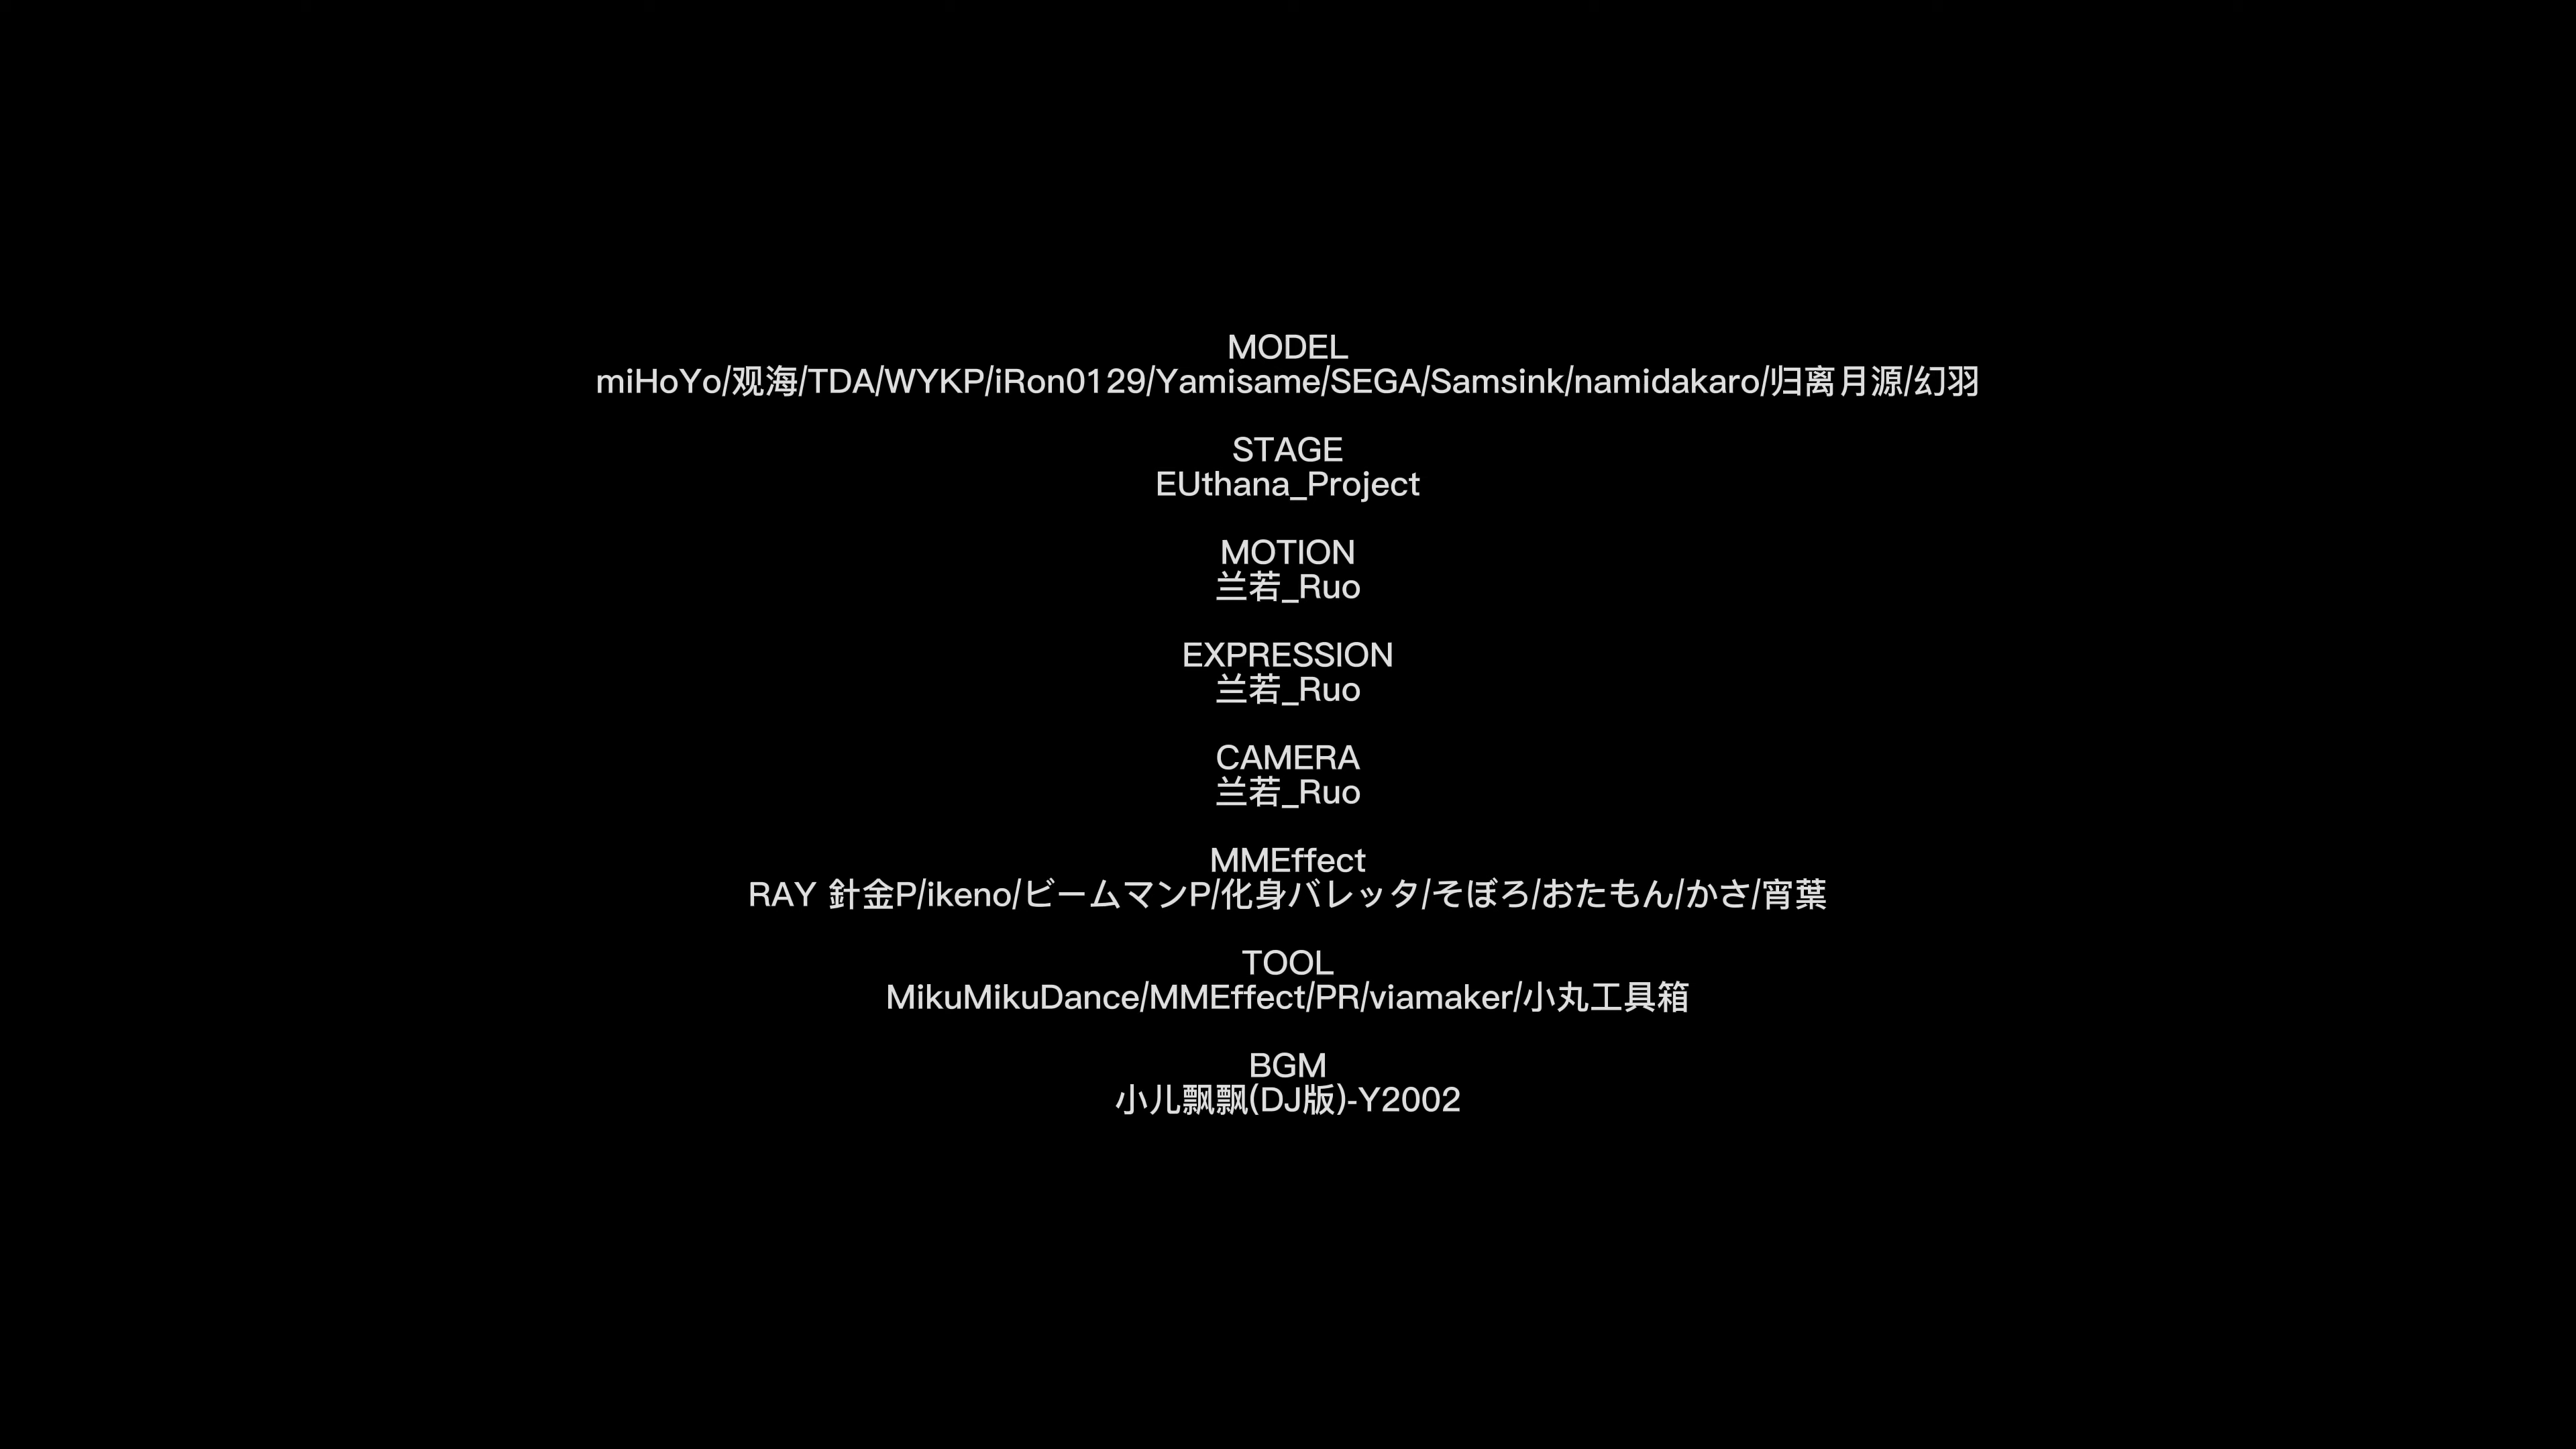 MODEL
miHoYo/观海/TDA/WYKP/iRon0129/Yamisame/SEGA/Samsink/namidakaro/归离月源/幻羽
STAGE
EUthana_Project
MOTION
兰若_Ruo
EXPRESSION
兰若_Ruo
CAMERA
兰若_Ruo
MMEffect
RAY 針金P/ikeno/ビームマンP/化身バレッタ/そぼろ/おたもん/かさ/宵葉
TOOL
MikuMikuDance/MMEffect/PR/viamaker/小丸工具箱
BGM
小儿飘飘(DJ版)-Y2002